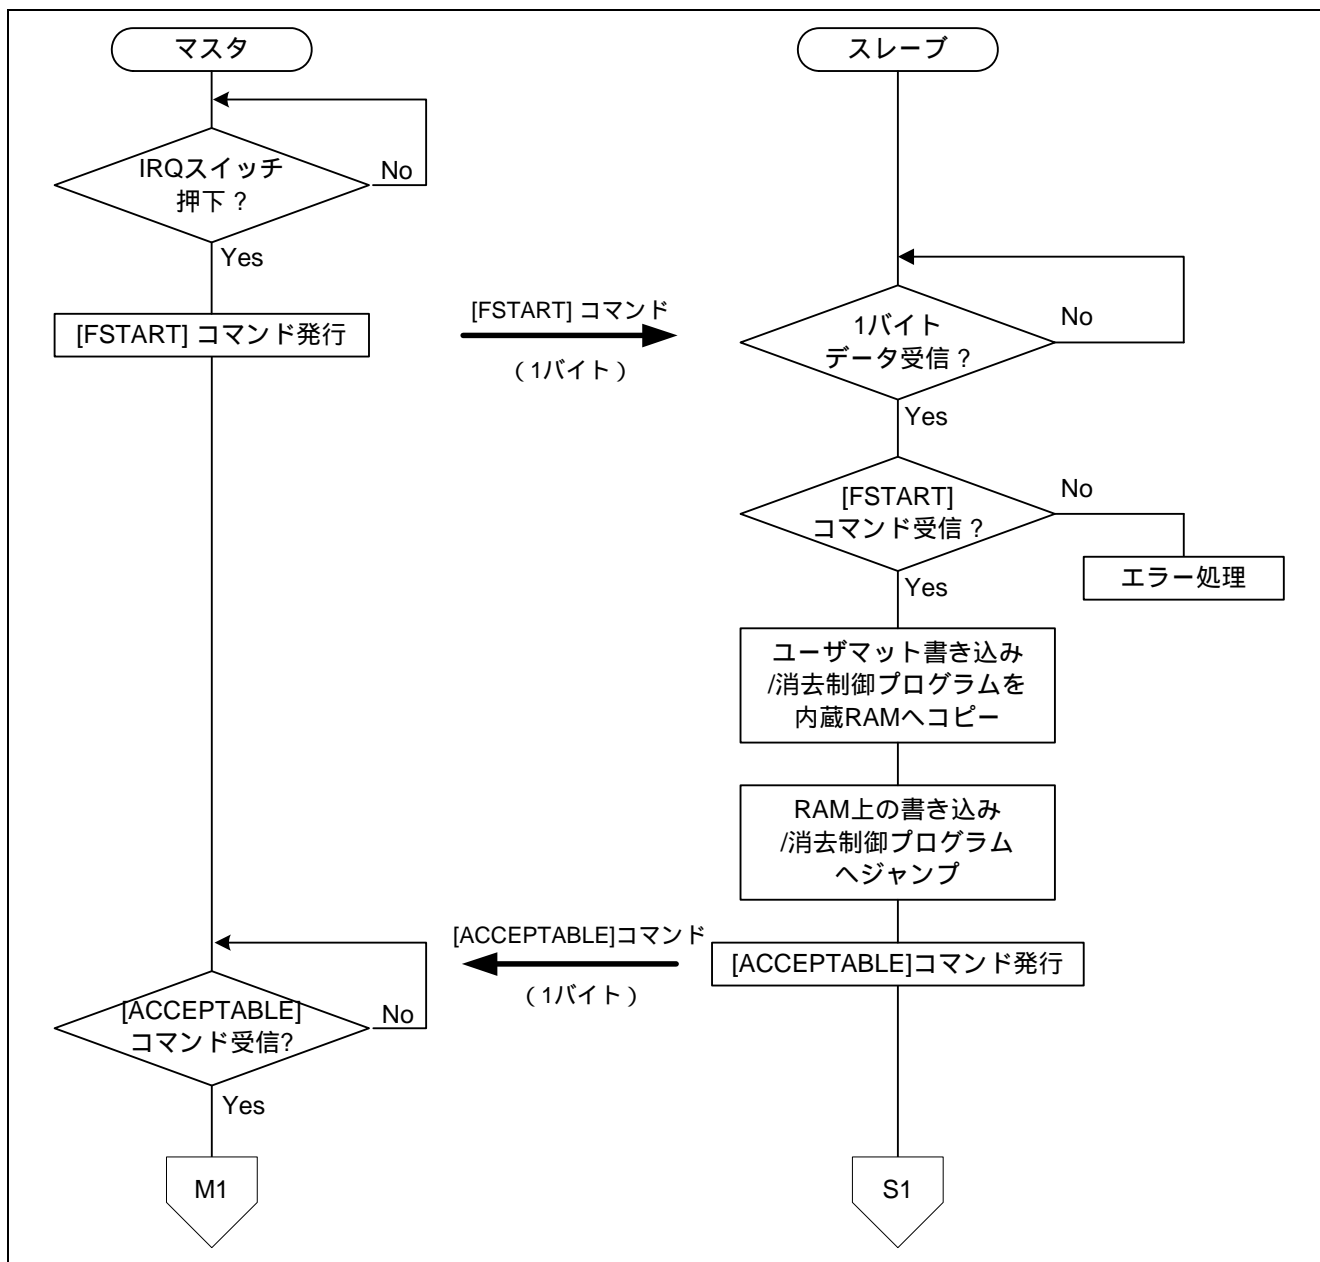 マスタ
スレーブ
IRQスイッチ
押下？
No
Yes
[FSTART] コマンド発行
[FSTART] コマンド
（1バイト）
1バイト
データ受信？
No
Yes
[FSTART]
コマンド受信？
No
エラー処理
Yes
ユーザマット書き込み
/消去制御プログラムを
内蔵RAMへコピー
RAM上の書き込み
/消去制御プログラム
へジャンプ
[ACCEPTABLE]コマンド
（1バイト）
[ACCEPTABLE]コマンド発行
[ACCEPTABLE]
コマンド受信?
No
Yes
M1
S1